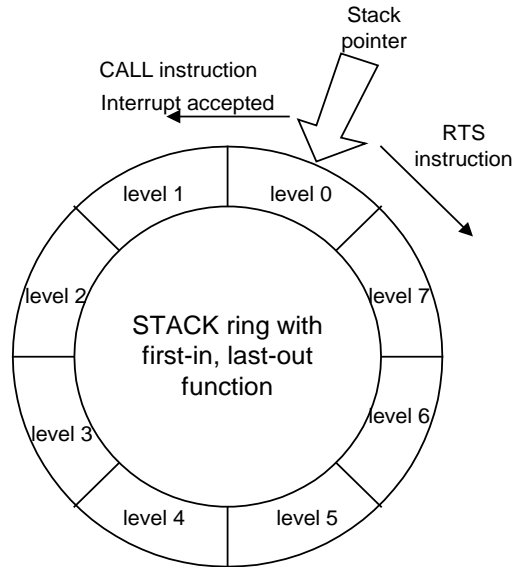 Stack
pointer
CALL instruction
Interrupt accepted
RTS
instruction
level 1
level 0
level 2
level 7
STACK ring with
first-in, last-out
function
level 3
level 6
level 4
level 5